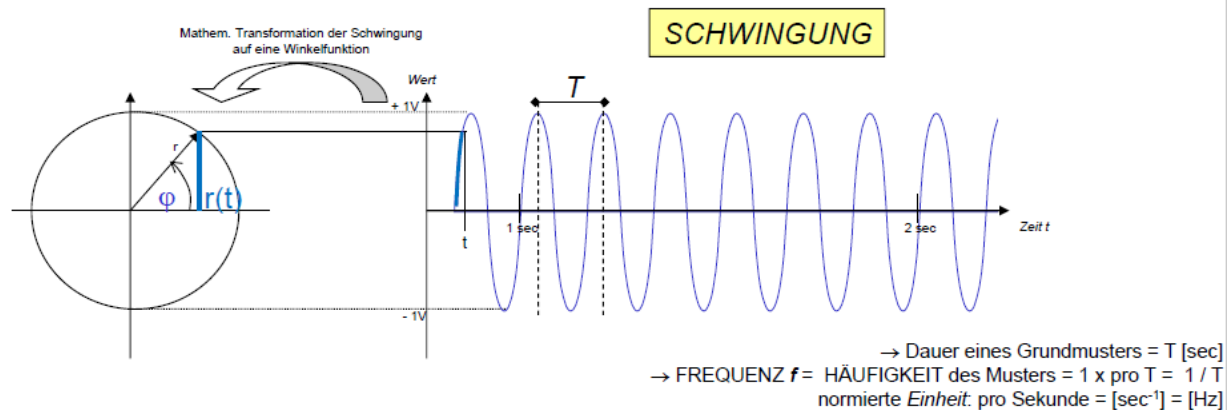 SCHWINGUNG
Mathem. Transformation der Schwingung
auf eine Winkelfunktion
Wert
+ 1V
T
r
φ
r(t)
t
1 sec
2 sec
Zeit t
- 1V
→ Dauer eines Grundmusters = T [sec]
→ FREQUENZ f = HÄUFIGKEIT des Musters = 1 x pro T = 1 / T
normierte Einheit: pro Sekunde = [sec⁻¹] = [Hz]